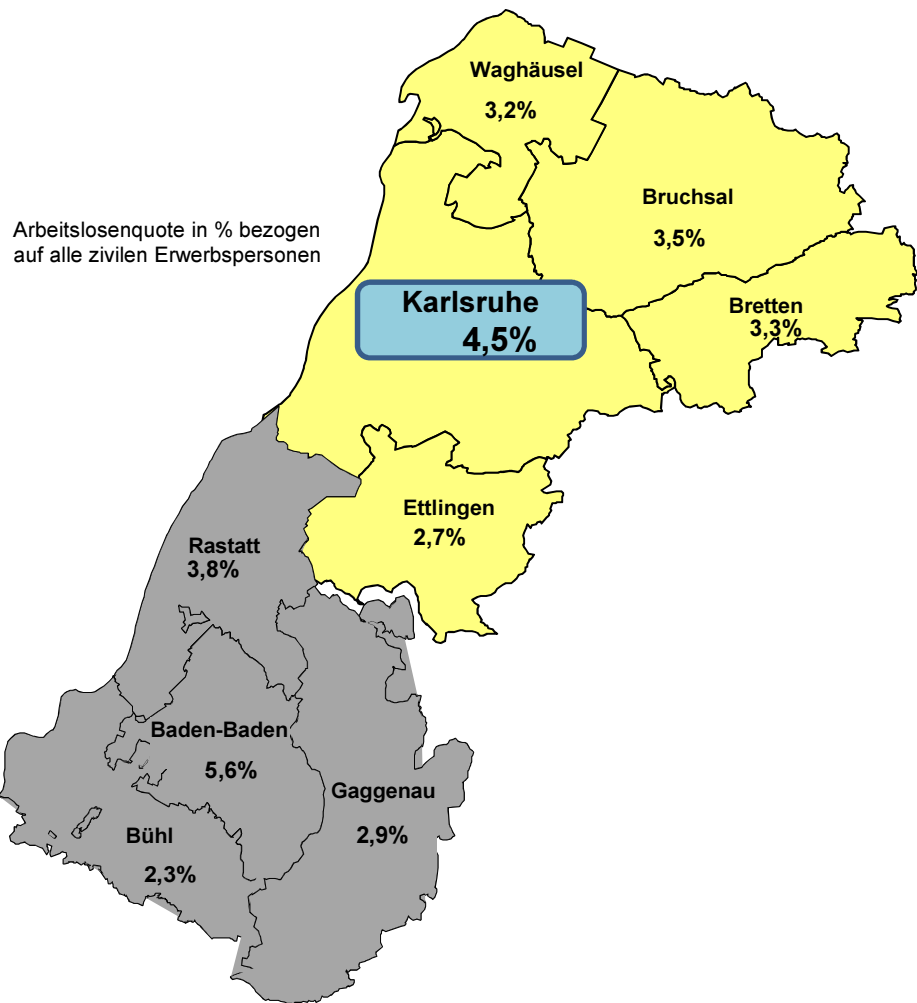 Waghäusel
3,2%
Bruchsal
3,5%
Arbeitslosenquote in % bezogen
auf alle zivilen Erwerbspersonen
Karlsruhe
4,5%
Bretten
3,3%
Ettlingen
2,7%
Rastatt
3,8%
Baden-Baden
5,6%
Gaggenau
2,9%
Bühl
2,3%